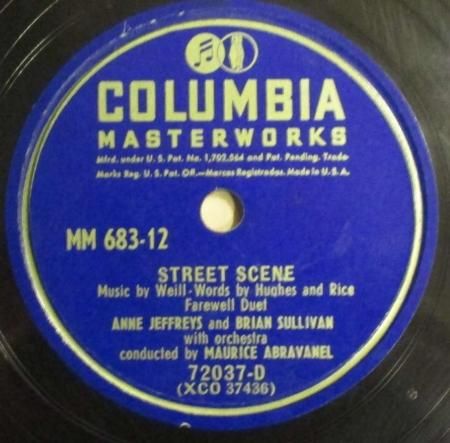 COLUMBIA
MASTERWORKS
Mfrd. under U. S. Pat. No. 1,702,564 and Pat. Pending. Trade-
Marks Reg. U. S. Pat. Off.—Marcas Registradas. Made in U. S. A.
MM 683-12
STREET SCENE
Music by Weill-Words by Hughes and Rice
Farewell Duet
ANNE JEFFREYS and BRIAN SULLIVAN
with orchestra
conducted by MAURICE ABRAVANEL
72037-D
(XCO 37436)